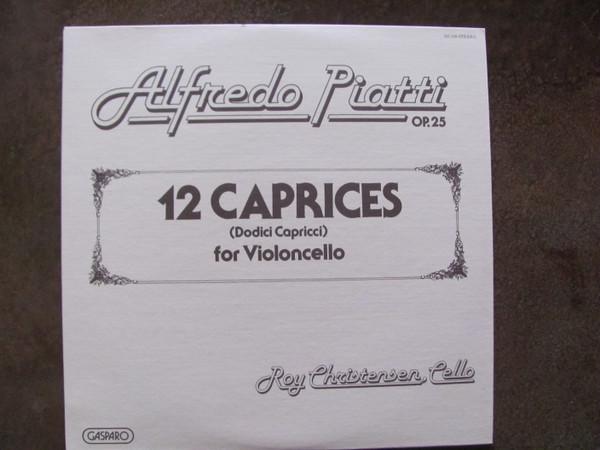 Alfredo Piatti
OP.25
12 CAPRICES
(Dodici Capricci)
for Violoncello
Roy Christensen, Cello
GASPARO